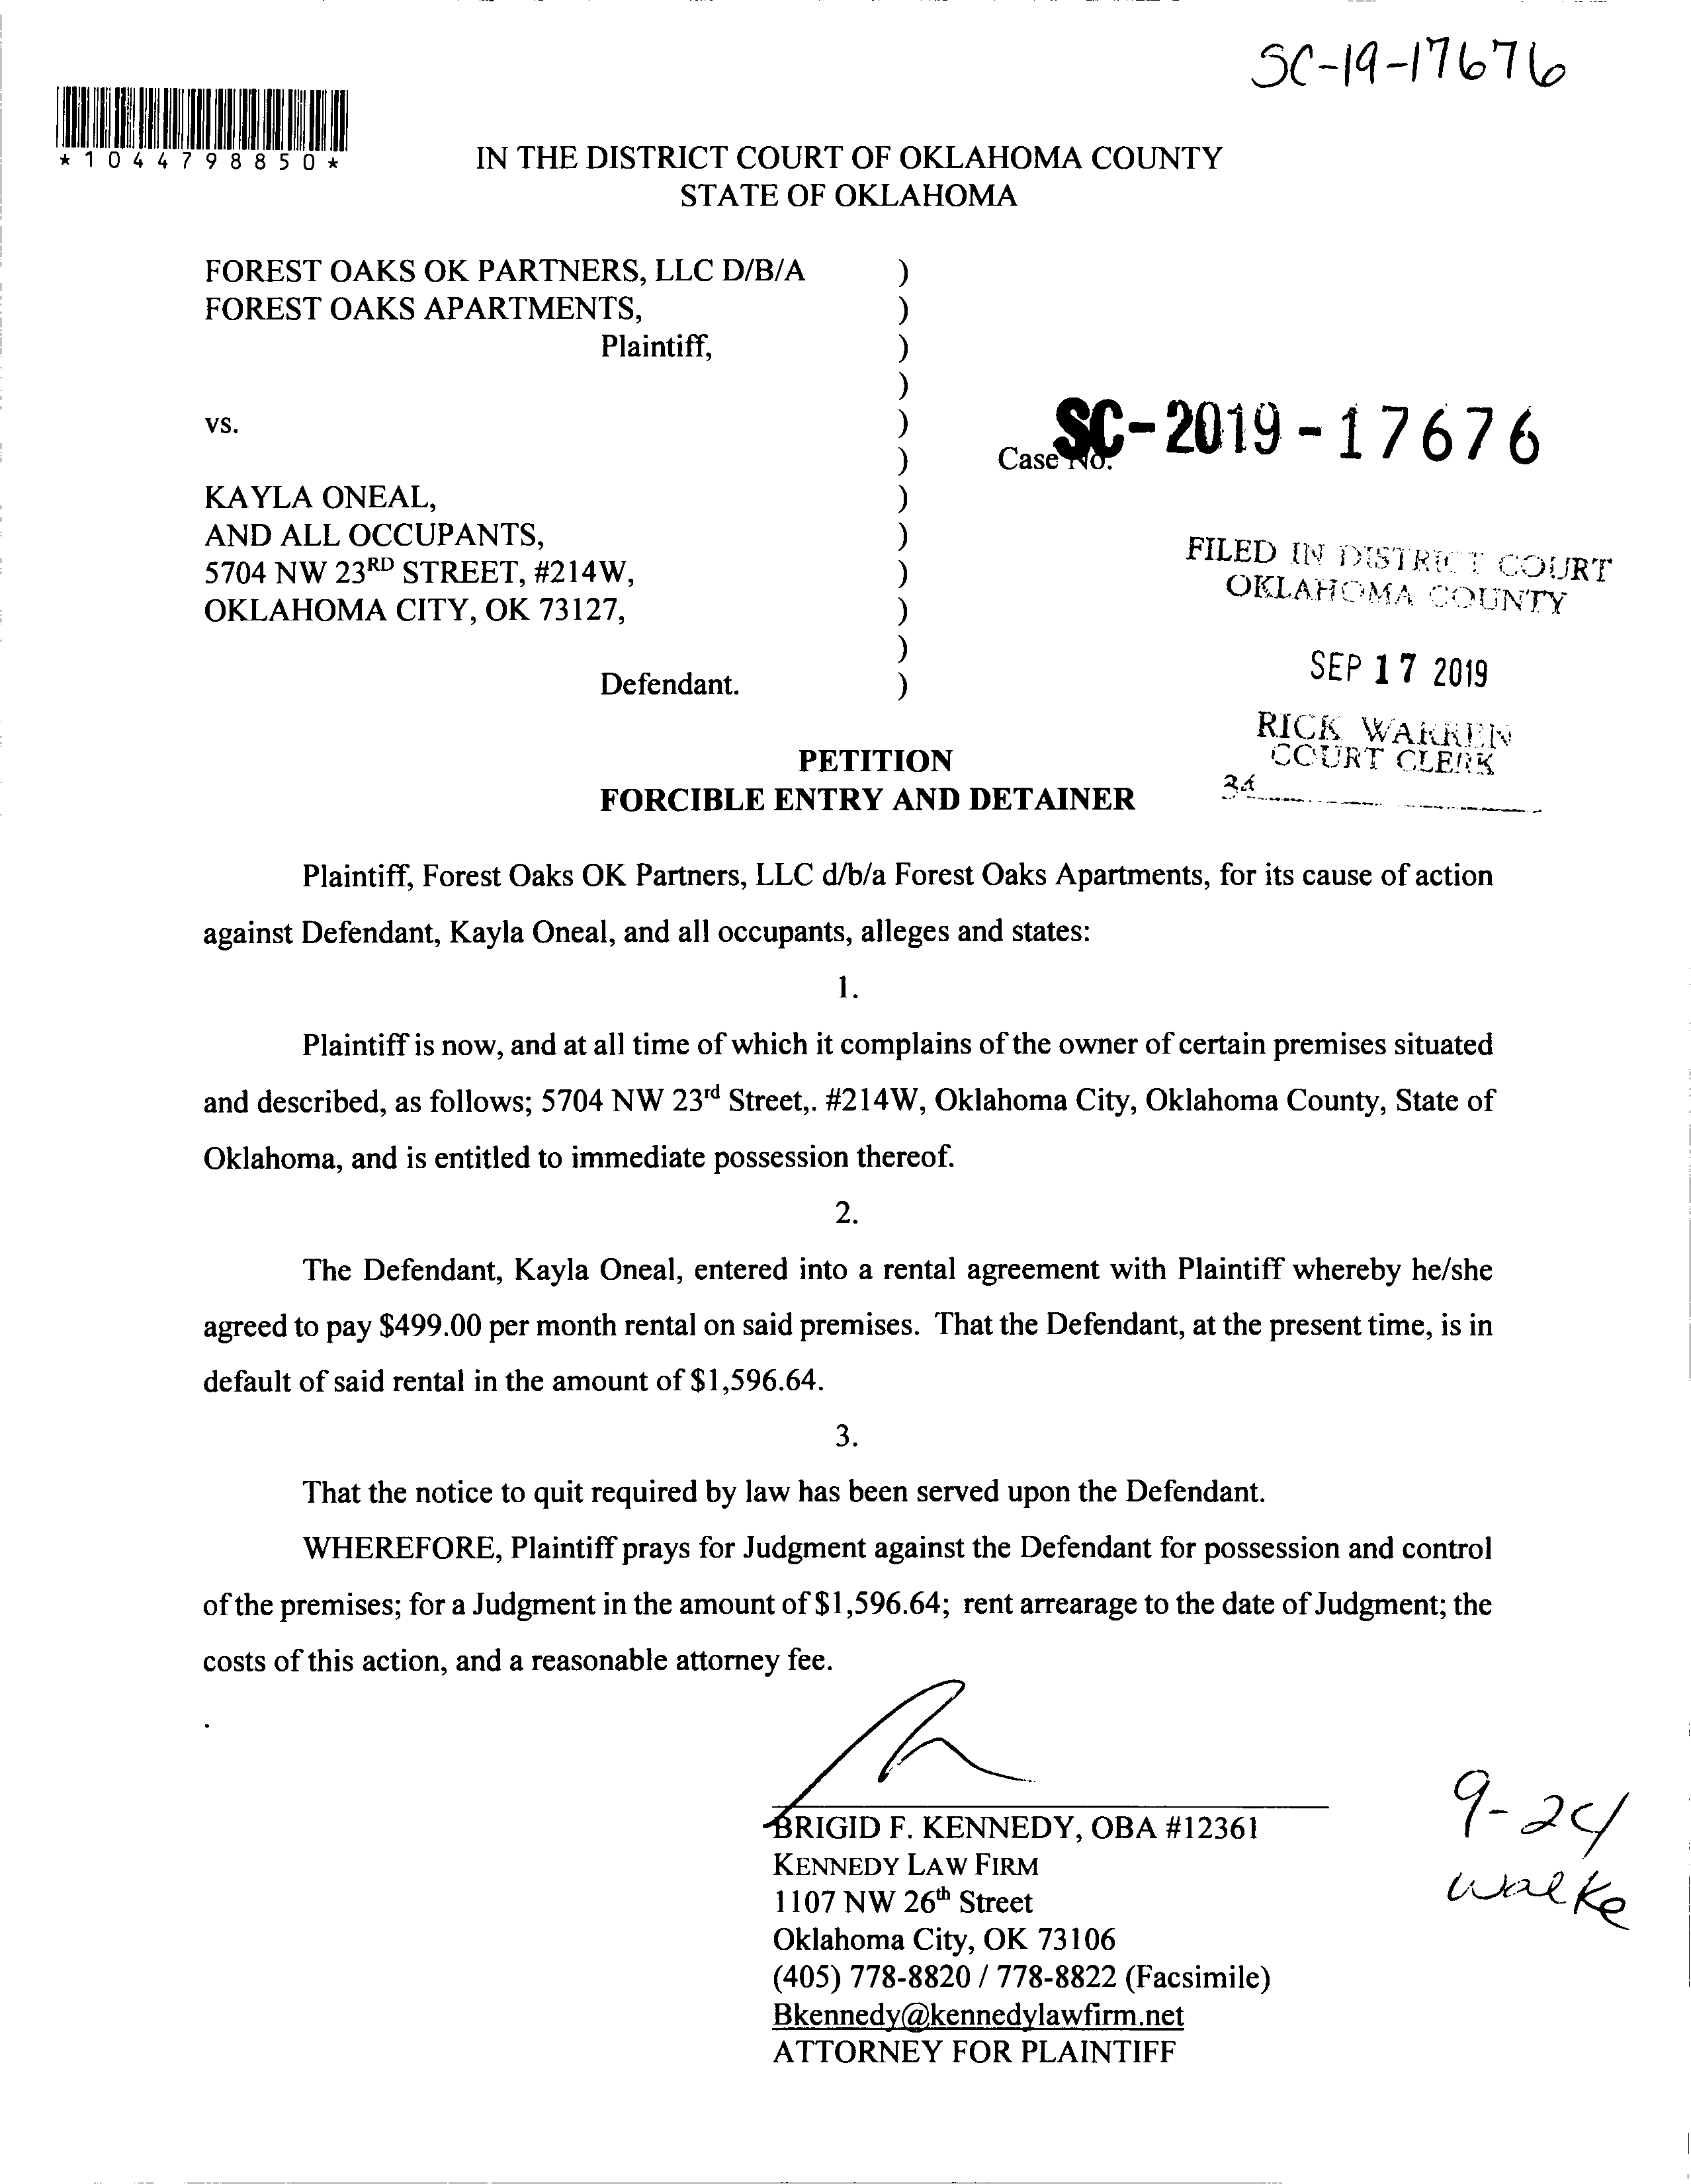 SC-19-17676
*1044798850*
IN THE DISTRICT COURT OF OKLAHOMA COUNTY
STATE OF OKLAHOMA
FOREST OAKS OK PARTNERS, LLC D/B/A )
FOREST OAKS APARTMENTS, )
Plaintiff, )
)
vs. )
Case No. SC-2019-17676
)
KAYLA ONEAL, )
AND ALL OCCUPANTS, )
5704 NW 23RD STREET, #214W, )
OKLAHOMA CITY, OK 73127, )
)
Defendant. )
FILED IN DISTRICT COURT
OKLAHOMA COUNTY
SEP 17 2019
RICK WARREN
COURT CLERK
PETITION
FORCIBLE ENTRY AND DETAINER
Plaintiff, Forest Oaks OK Partners, LLC d/b/a Forest Oaks Apartments, for its cause of action
against Defendant, Kayla Oneal, and all occupants, alleges and states:
1.
Plaintiff is now, and at all time of which it complains of the owner of certain premises situated
and described, as follows; 5704 NW 23rd Street,. #214W, Oklahoma City, Oklahoma County, State of
Oklahoma, and is entitled to immediate possession thereof.
2.
The Defendant, Kayla Oneal, entered into a rental agreement with Plaintiff whereby he/she
agreed to pay $499.00 per month rental on said premises. That the Defendant, at the present time, is in
default of said rental in the amount of $1,596.64.
3.
That the notice to quit required by law has been served upon the Defendant.
WHEREFORE, Plaintiff prays for Judgment against the Defendant for possession and control
of the premises; for a Judgment in the amount of $1,596.64; rent arrearage to the date of Judgment; the
costs of this action, and a reasonable attorney fee.
BRIGID F. KENNEDY, OBA #12361
KENNEDY LAW FIRM
1107 NW 26th Street
Oklahoma City, OK 73106
(405) 778-8820 / 778-8822 (Facsimile)
Bkennedy@kennedylawfirm.net
ATTORNEY FOR PLAINTIFF
9-24
walke